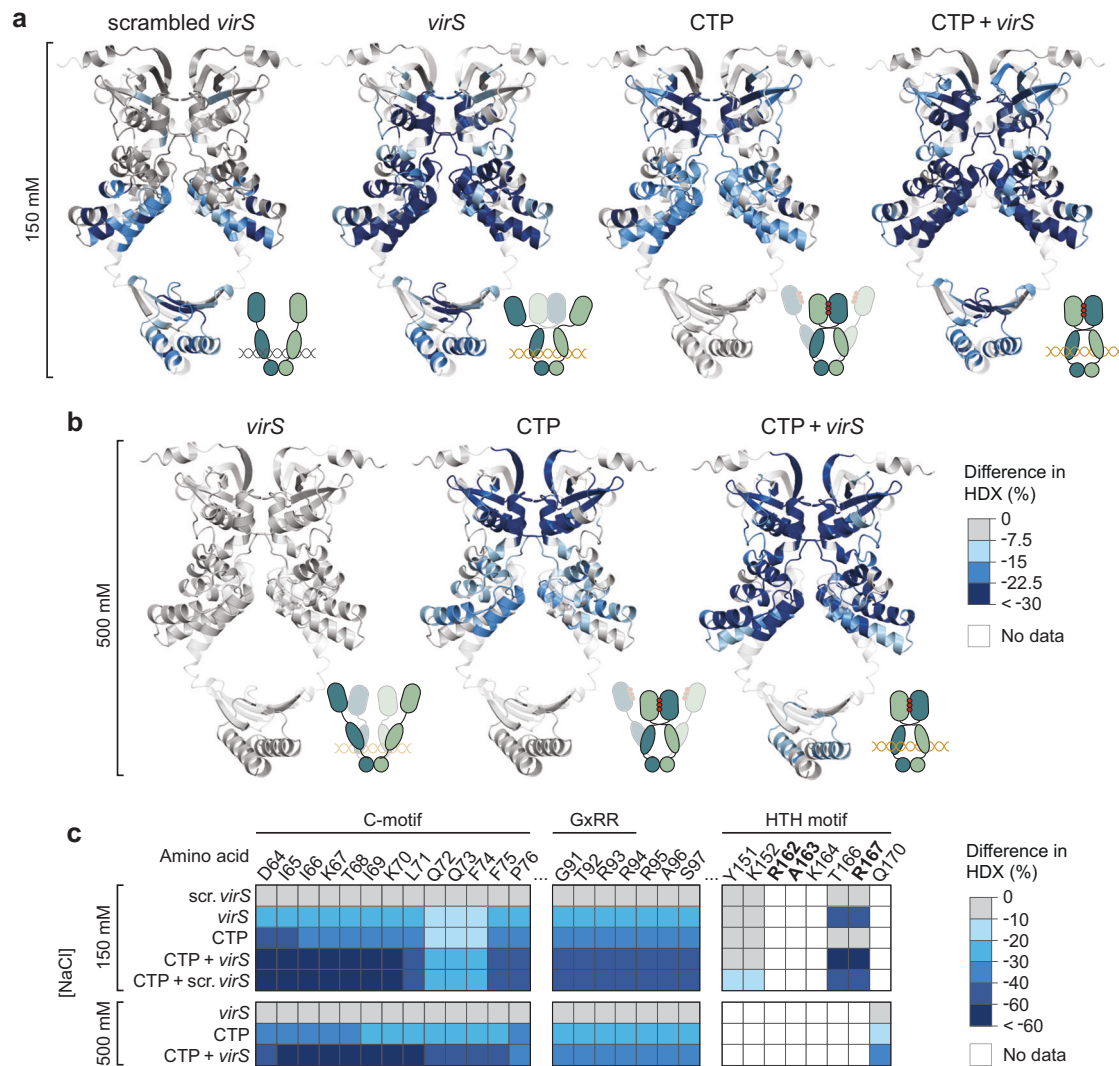 a
scrambled virS
virS
CTP
CTP + virS
150 mM
b
virS
CTP
CTP + virS
500 mM
Difference in
HDX (%)
0
-7.5
-15
-22.5
< -30
No data
c
C-motif
GxRR
HTH motif
Amino acid
D64 I65 I66 K67 T68 I69 K70 L71 Q72 Q73 F74 F75 P76 ... G91 T92 R93 R94 R95 A96 S97 ... Y151 K152 R162 A163 K164 T166 R167 Q170
[NaCl]
150 mM
scr. virS
virS
CTP
CTP + virS
CTP + scr. virS
500 mM
virS
CTP
CTP + virS
Difference in
HDX (%)
0
-10
-20
-30
-60
< -60
No data